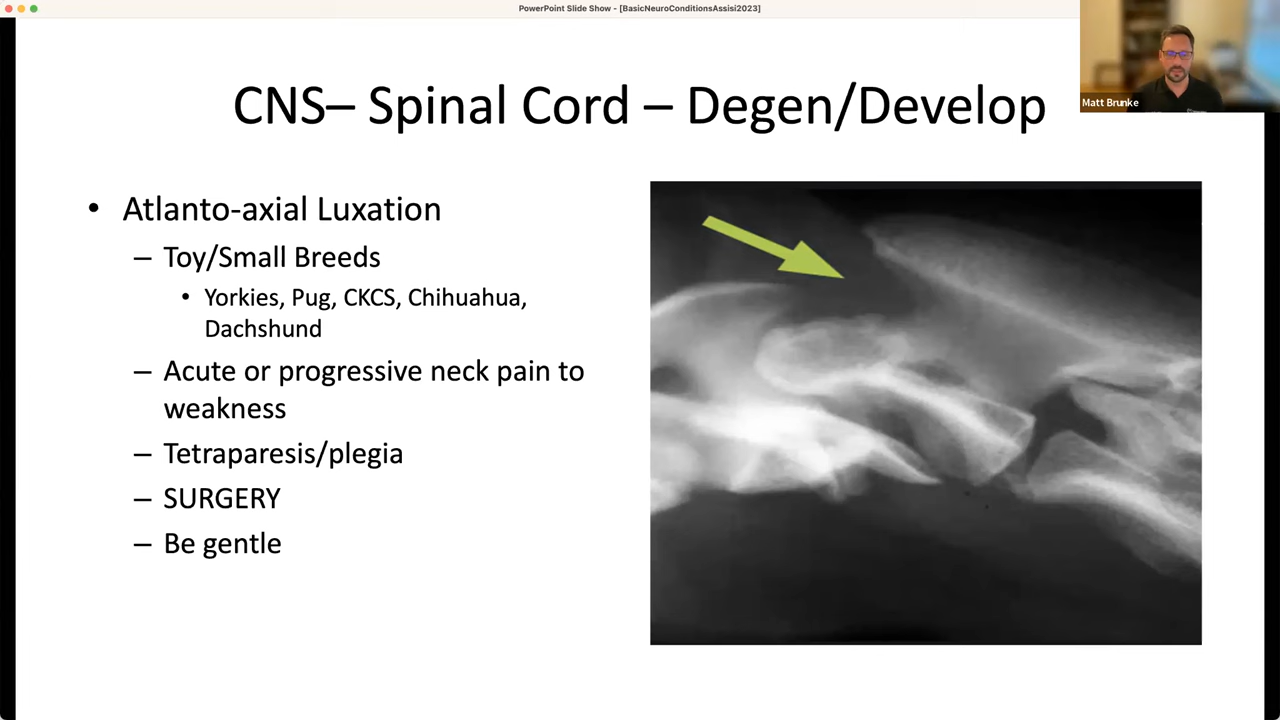 PowerPoint Slide Show - [BasicNeuroConditionsAssisi2023]
Matt Brunke
CNS– Spinal Cord – Degen/Develop
• Atlanto-axial Luxation
– Toy/Small Breeds
• Yorkies, Pug, CKCS, Chihuahua,
Dachshund
– Acute or progressive neck pain to
weakness
– Tetraparesis/plegia
– SURGERY
– Be gentle